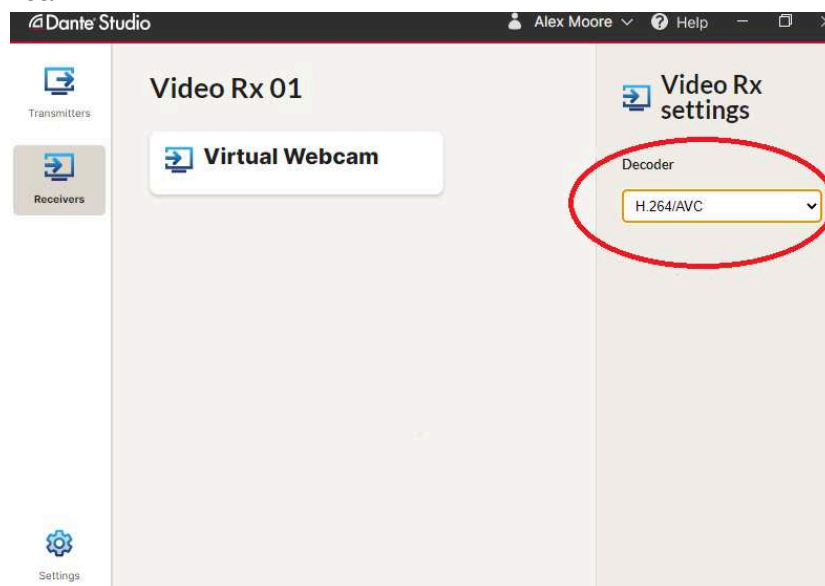 Dante Studio
Alex Moore
Help
Transmitters
Receivers
Settings
Video Rx 01
Virtual Webcam
Video Rx
settings
Decoder
H.264/AVC